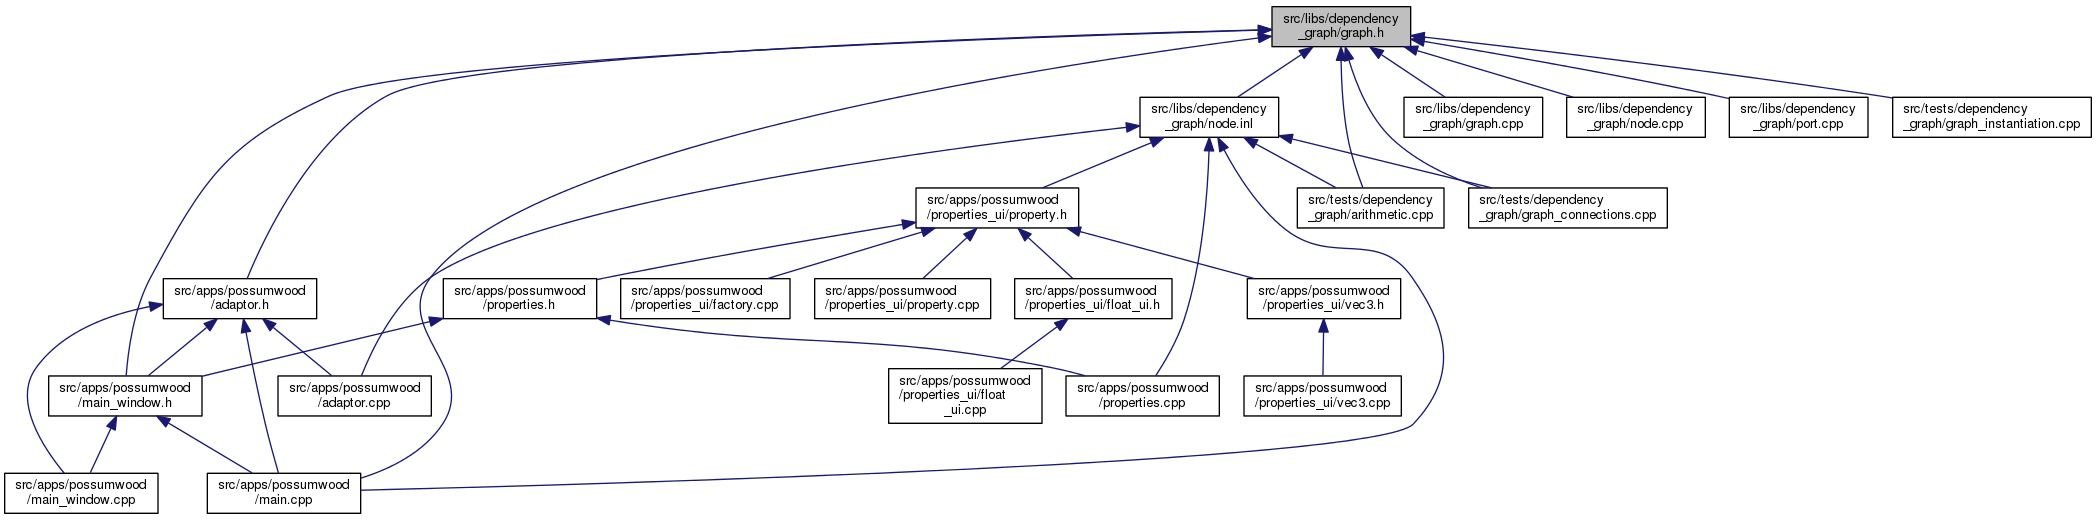 src/libs/dependency
_graph/graph.h
src/libs/dependency
_graph/node.inl
src/libs/dependency
_graph/graph.cpp
src/libs/dependency
_graph/node.cpp
src/libs/dependency
_graph/port.cpp
src/tests/dependency
_graph/graph_instantiation.cpp
src/apps/possumwood
/properties_ui/property.h
src/tests/dependency
_graph/arithmetic.cpp
src/tests/dependency
_graph/graph_connections.cpp
src/apps/possumwood
/adaptor.h
src/apps/possumwood
/properties.h
src/apps/possumwood
/properties_ui/factory.cpp
src/apps/possumwood
/properties_ui/property.cpp
src/apps/possumwood
/properties_ui/float_ui.h
src/apps/possumwood
/properties_ui/vec3.h
src/apps/possumwood
/main_window.h
src/apps/possumwood
/adaptor.cpp
src/apps/possumwood
/properties_ui/float
_ui.cpp
src/apps/possumwood
/properties.cpp
src/apps/possumwood
/properties_ui/vec3.cpp
src/apps/possumwood
/main_window.cpp
src/apps/possumwood
/main.cpp